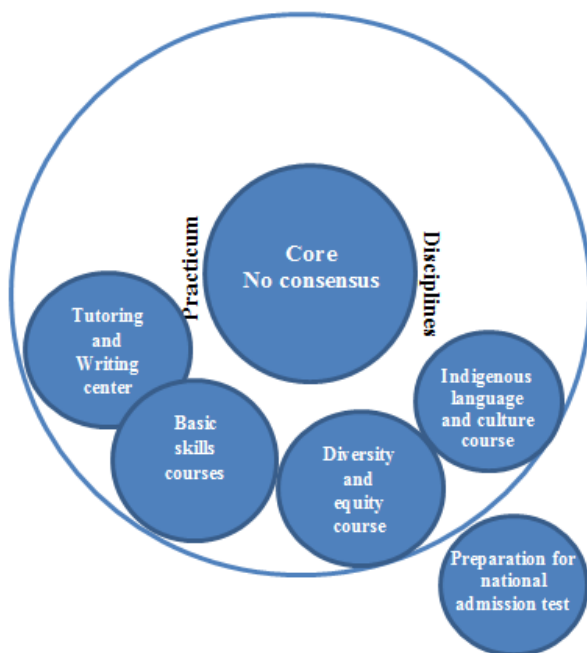 Core
No consensus
Practicum
Disciplines
Tutoring
and
Writing
center
Basic
skills
courses
Diversity
and
equity
course
Indigenous
language
and culture
course
Preparation for
national
admission test